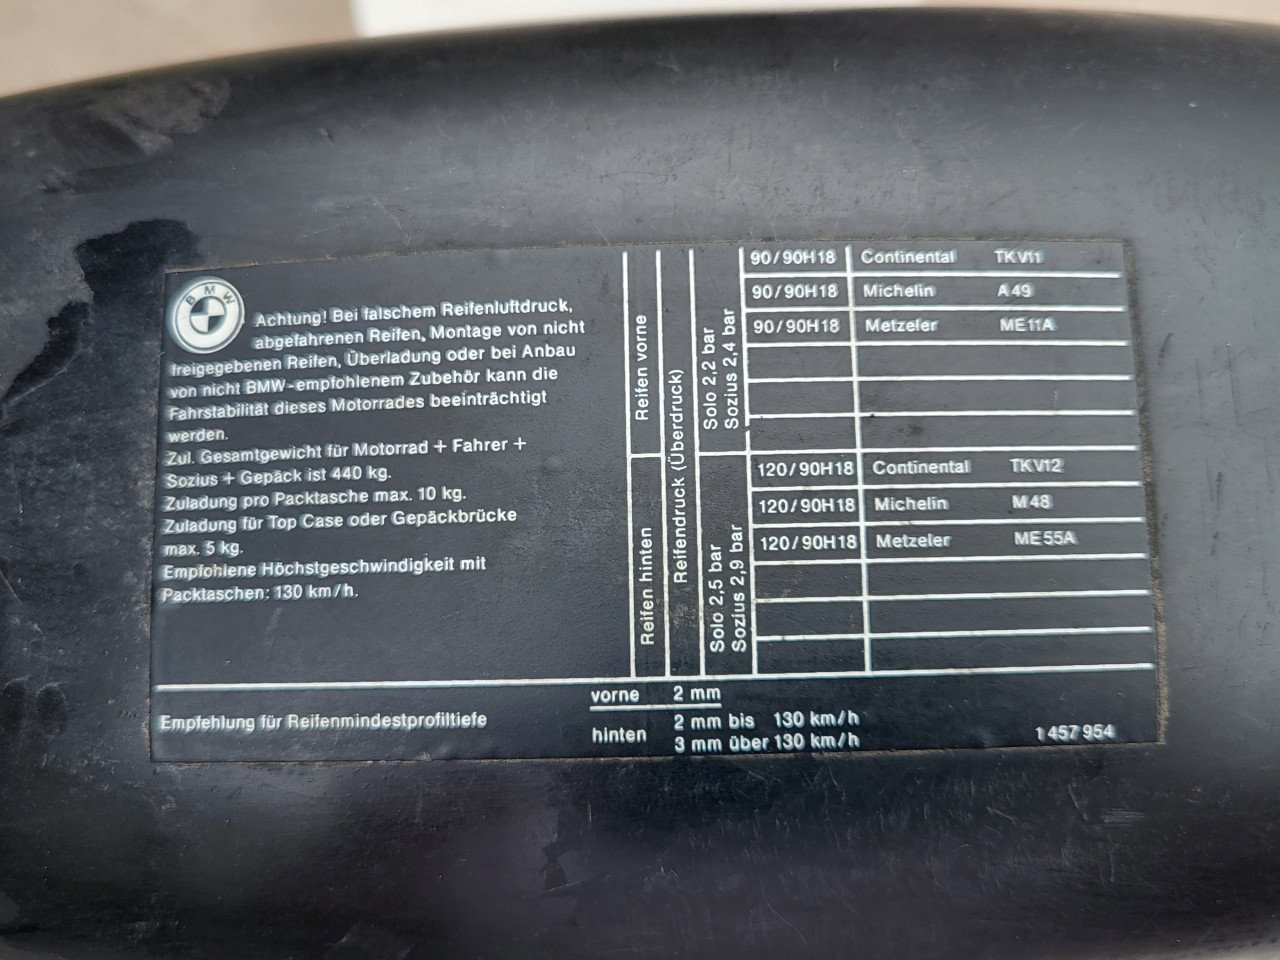 BMW
Achtung! Bei falschem Reifenluftdruck,
abgefahrenen Reifen, Montage von nicht
freigegebenen Reifen, Überladung oder bei Anbau
von nicht BMW-empfohlenem Zubehör kann die
Fahrstabilität dieses Motorrades beeinträchtigt
werden.
Zul. Gesamtgewicht für Motorrad + Fahrer +
Sozius + Gepäck ist 440 kg.
Zuladung pro Packtasche max. 10 kg.
Zuladung für Top Case oder Gepäckbrücke
max. 5 kg.
Empfohlene Höchstgeschwindigkeit mit
Packtaschen: 130 km/h.
Reifen vorne
Reifen hinten
Reifendruck (Überdruck)
Solo 2,2 bar
Sozius 2,4 bar
Solo 2,5 bar
Sozius 2,9 bar
90/90H18 Continental TKV11
90/90H18 Michelin A49
90/90H18 Metzeler ME11A
120/90H18 Continental TKV12
120/90H18 Michelin M48
120/90H18 Metzeler ME55A
Empfehlung für Reifenmindestprofiltiefe
vorne 2 mm
hinten 2 mm bis 130 km/h
3 mm über 130 km/h
1 457 954